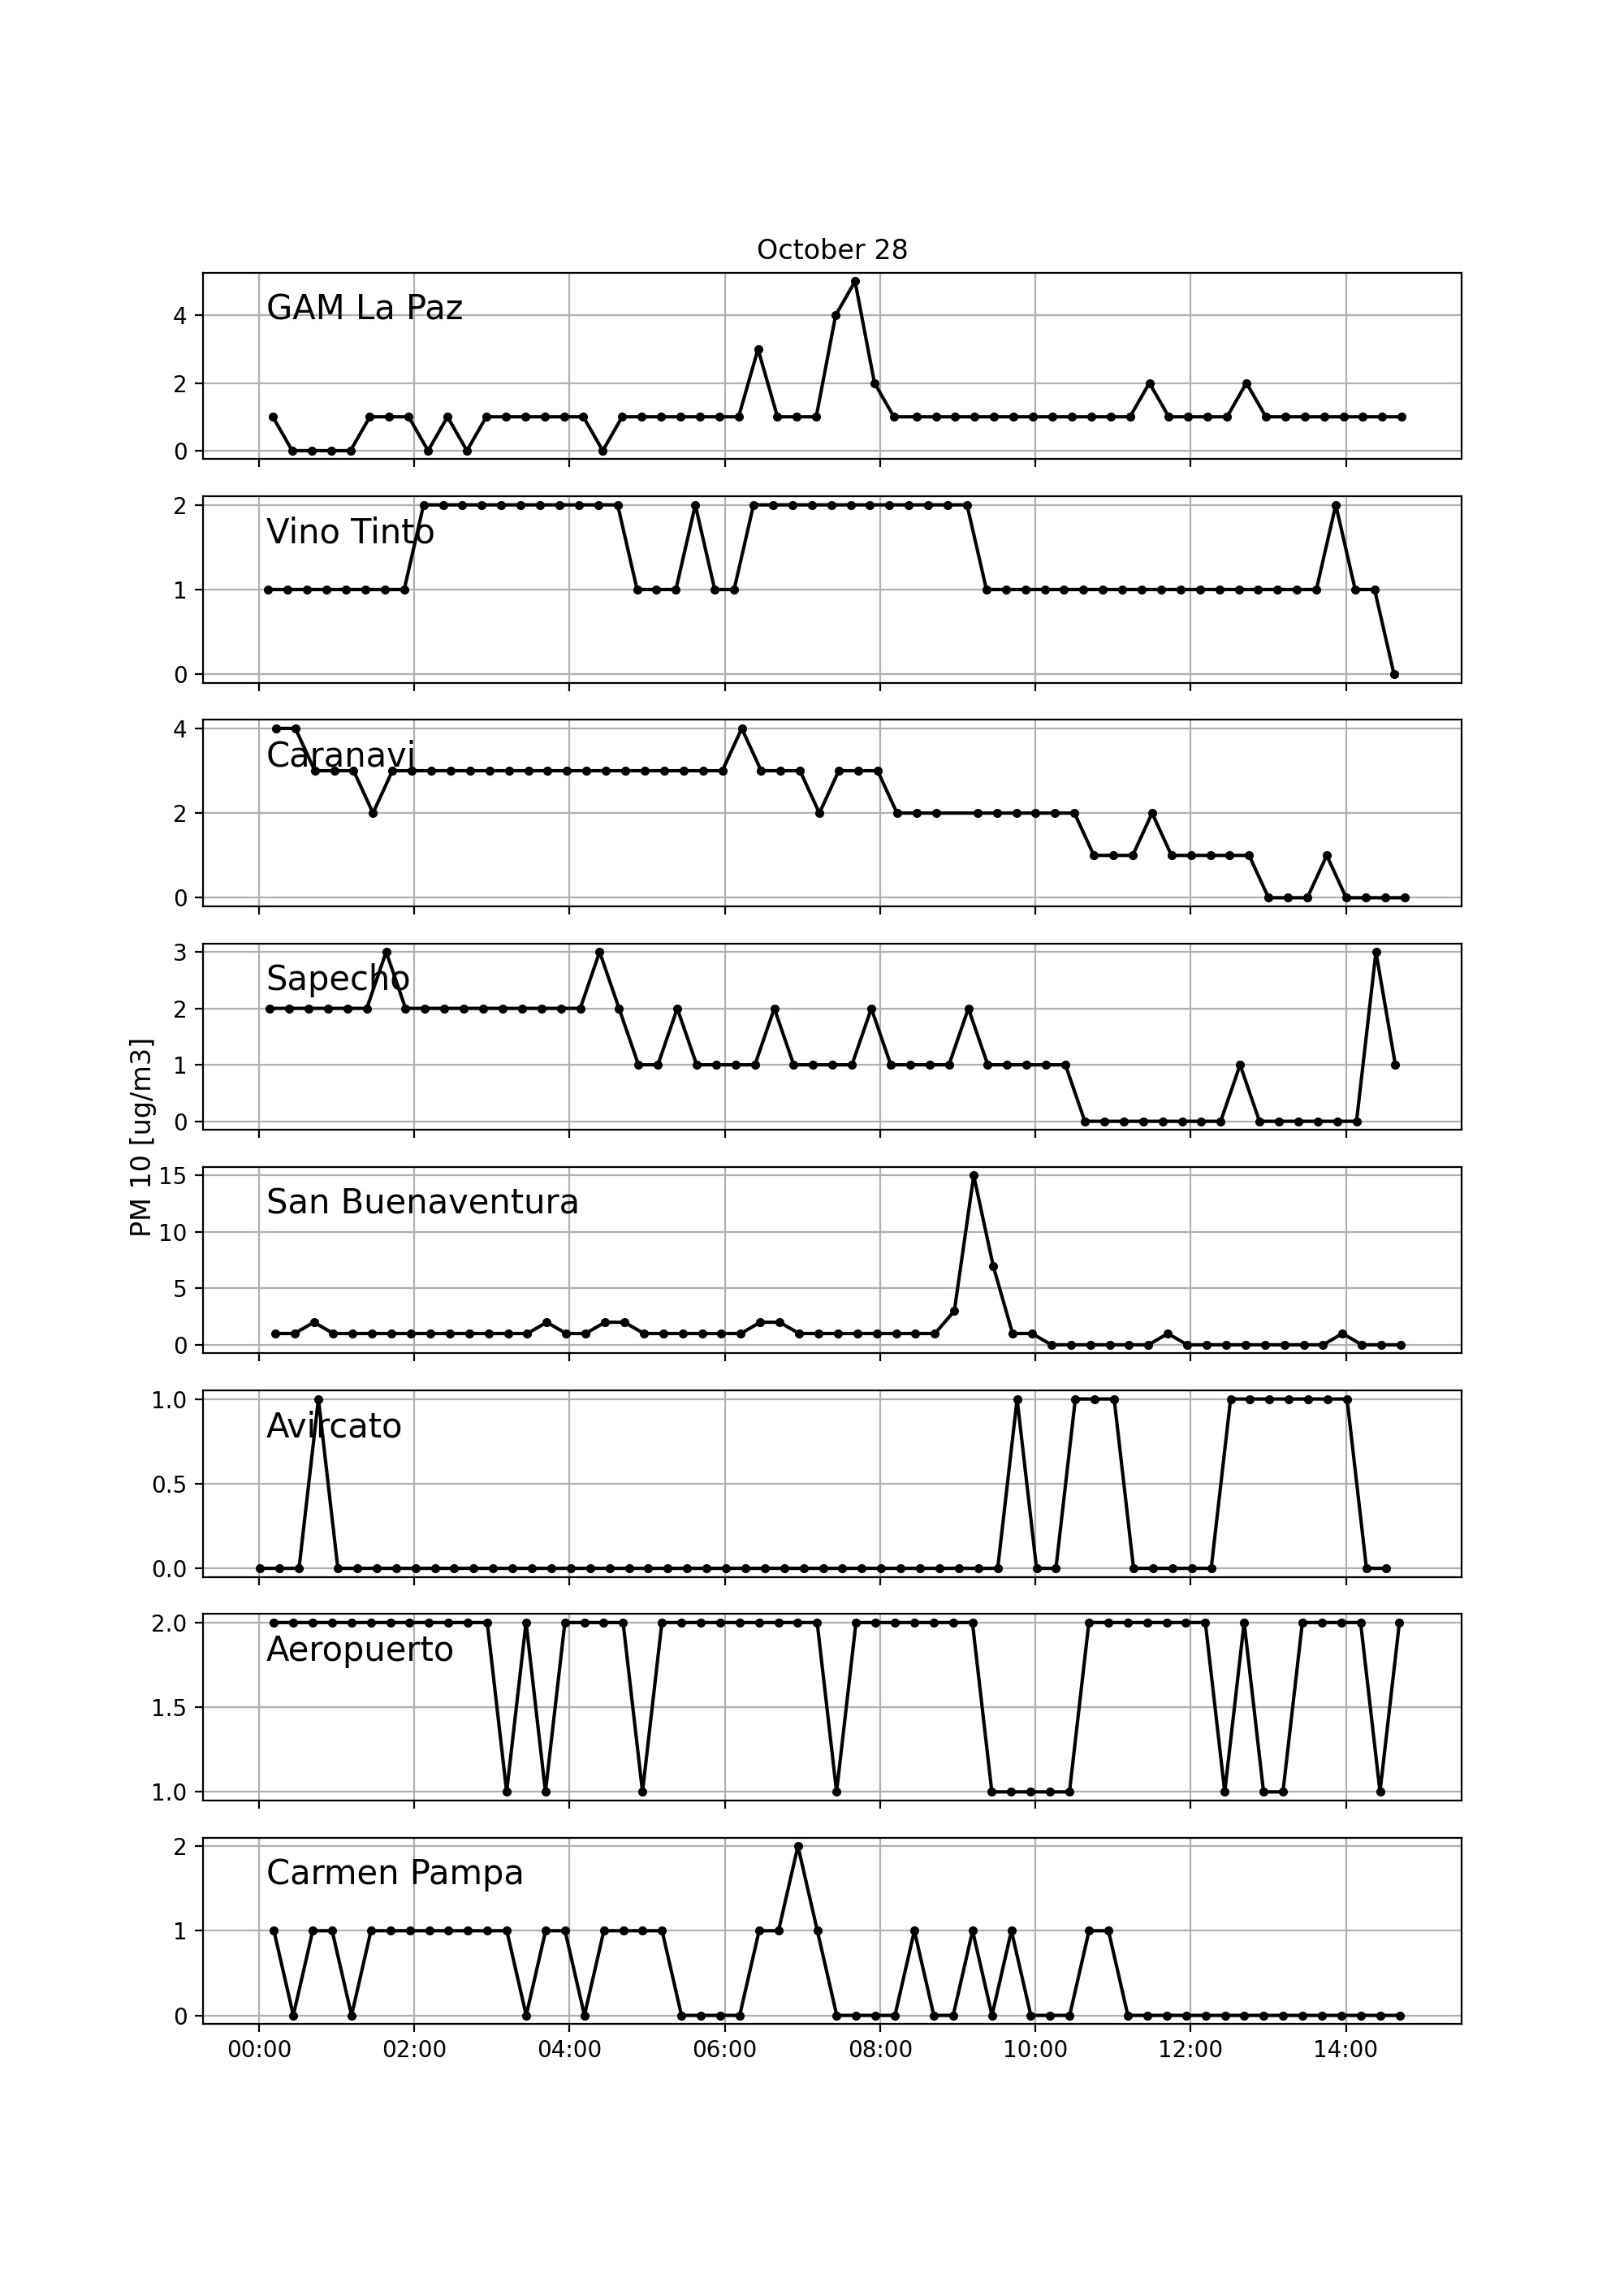 October 28
PM 10 [ug/m3]
GAM La Paz
4
2
0
Vino Tinto
2
1
0
Caranavi
4
2
0
Sapecho
3
2
1
0
San Buenaventura
15
10
5
0
Avircato
1.0
0.5
0.0
Aeropuerto
2.0
1.5
1.0
Carmen Pampa
2
1
0
00:00 02:00 04:00 06:00 08:00 10:00 12:00 14:00